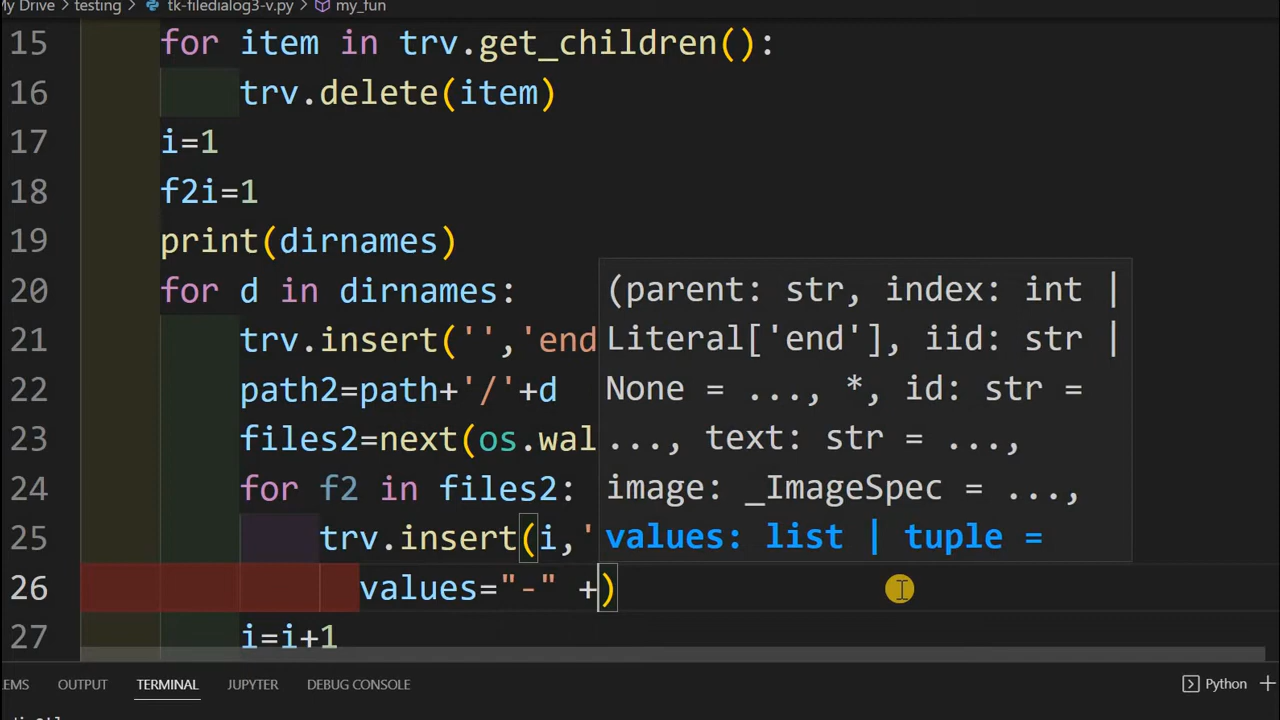 My Drive > testing > tk-filedialog3-v.py > my_fun
15 for item in trv.get_children():
16 trv.delete(item)
17 i=1
18 f2i=1
19 print(dirnames)
20 for d in dirnames:
21 trv.insert('','end
22 path2=path+'/'+d
23 files2=next(os.wal
24 for f2 in files2:
25 trv.insert(i,'
26 values="-" +)
27 i=i+1
(parent: str, index: int |
Literal['end'], iid: str |
None = ..., *, id: str =
..., text: str = ...,
image: _ImageSpec = ...,
values: list | tuple =
EMS OUTPUT TERMINAL JUPYTER DEBUG CONSOLE Python